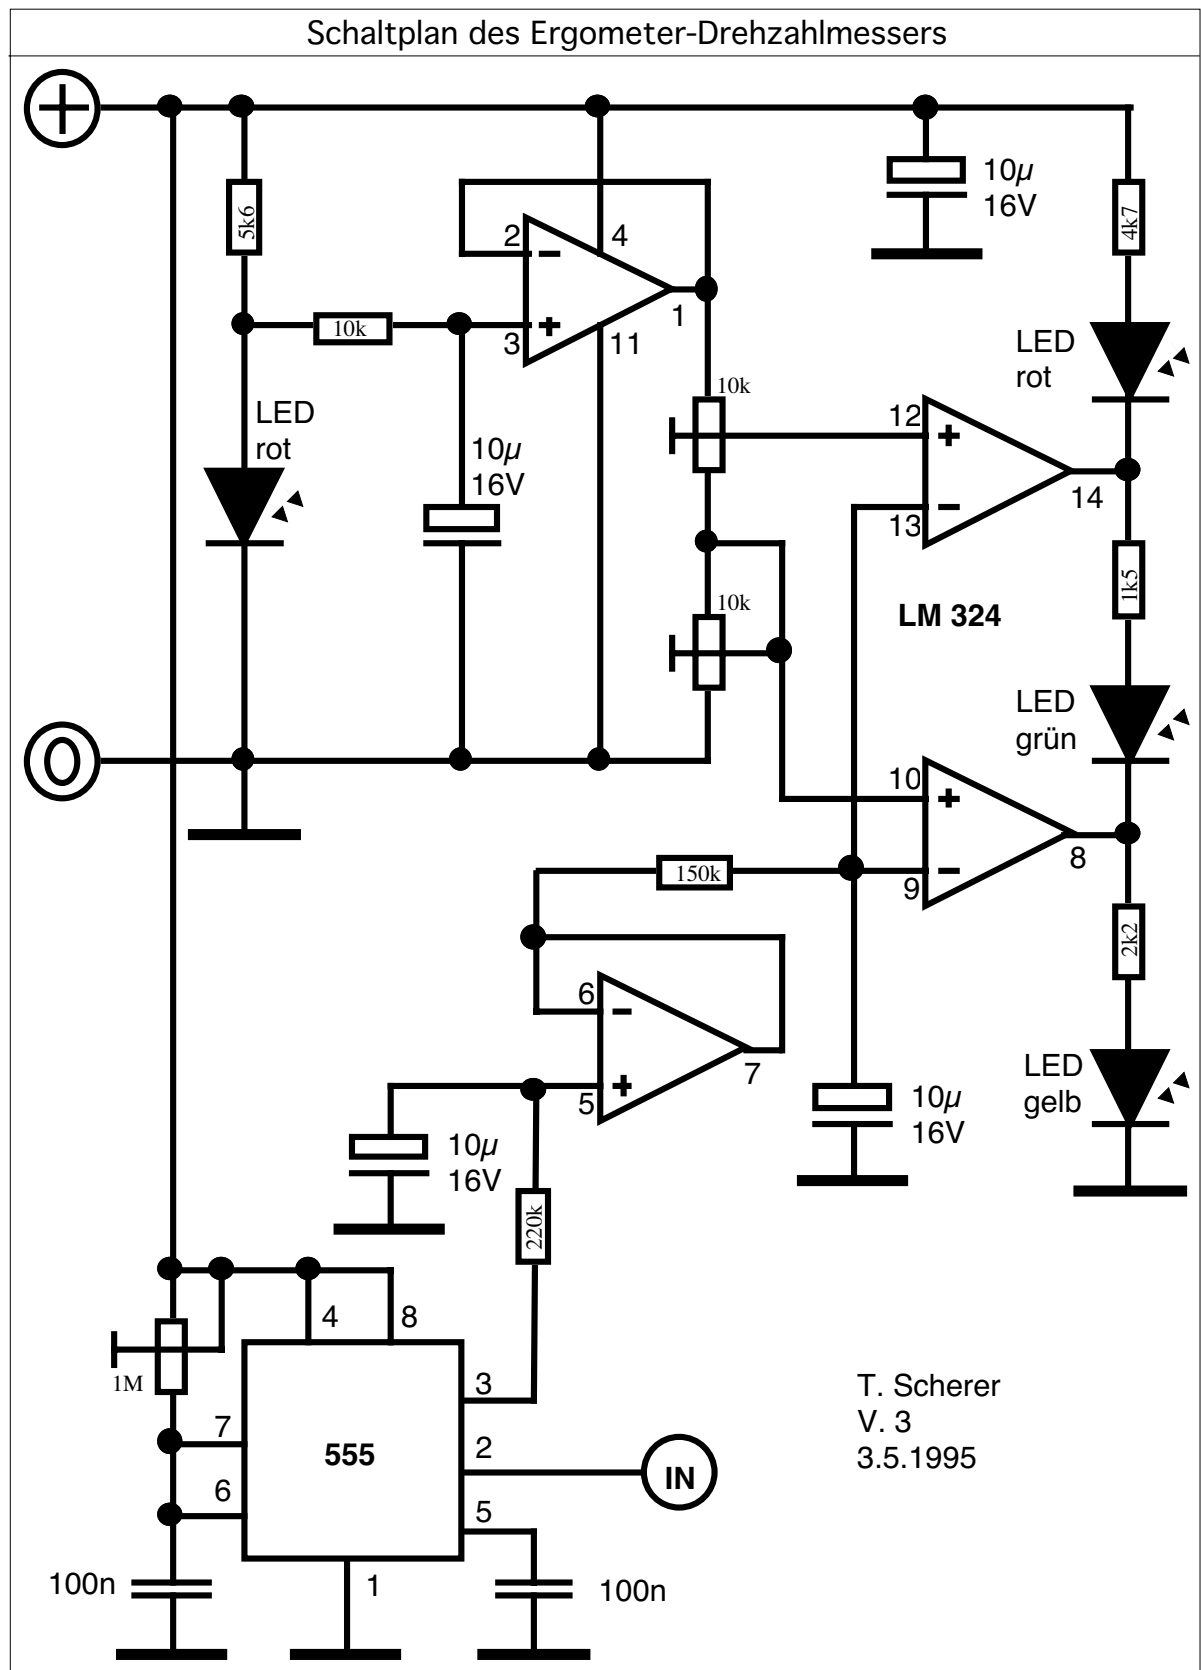 Schaltplan des Ergometer-Drehzahlmessers
10µ
16V
5k6
4k7
2
4
10k
3
11
1
LED
rot
10k
LED
rot
10µ
16V
12
13
14
10k
1k5
LM 324
LED
grün
0
10
9
8
150k
2k2
6
5
7
LED
gelb
10µ
16V
10µ
16V
220k
4
8
1M
3
7
555
2
IN
6
5
1
100n
100n
T. Scherer
V. 3
3.5.1995